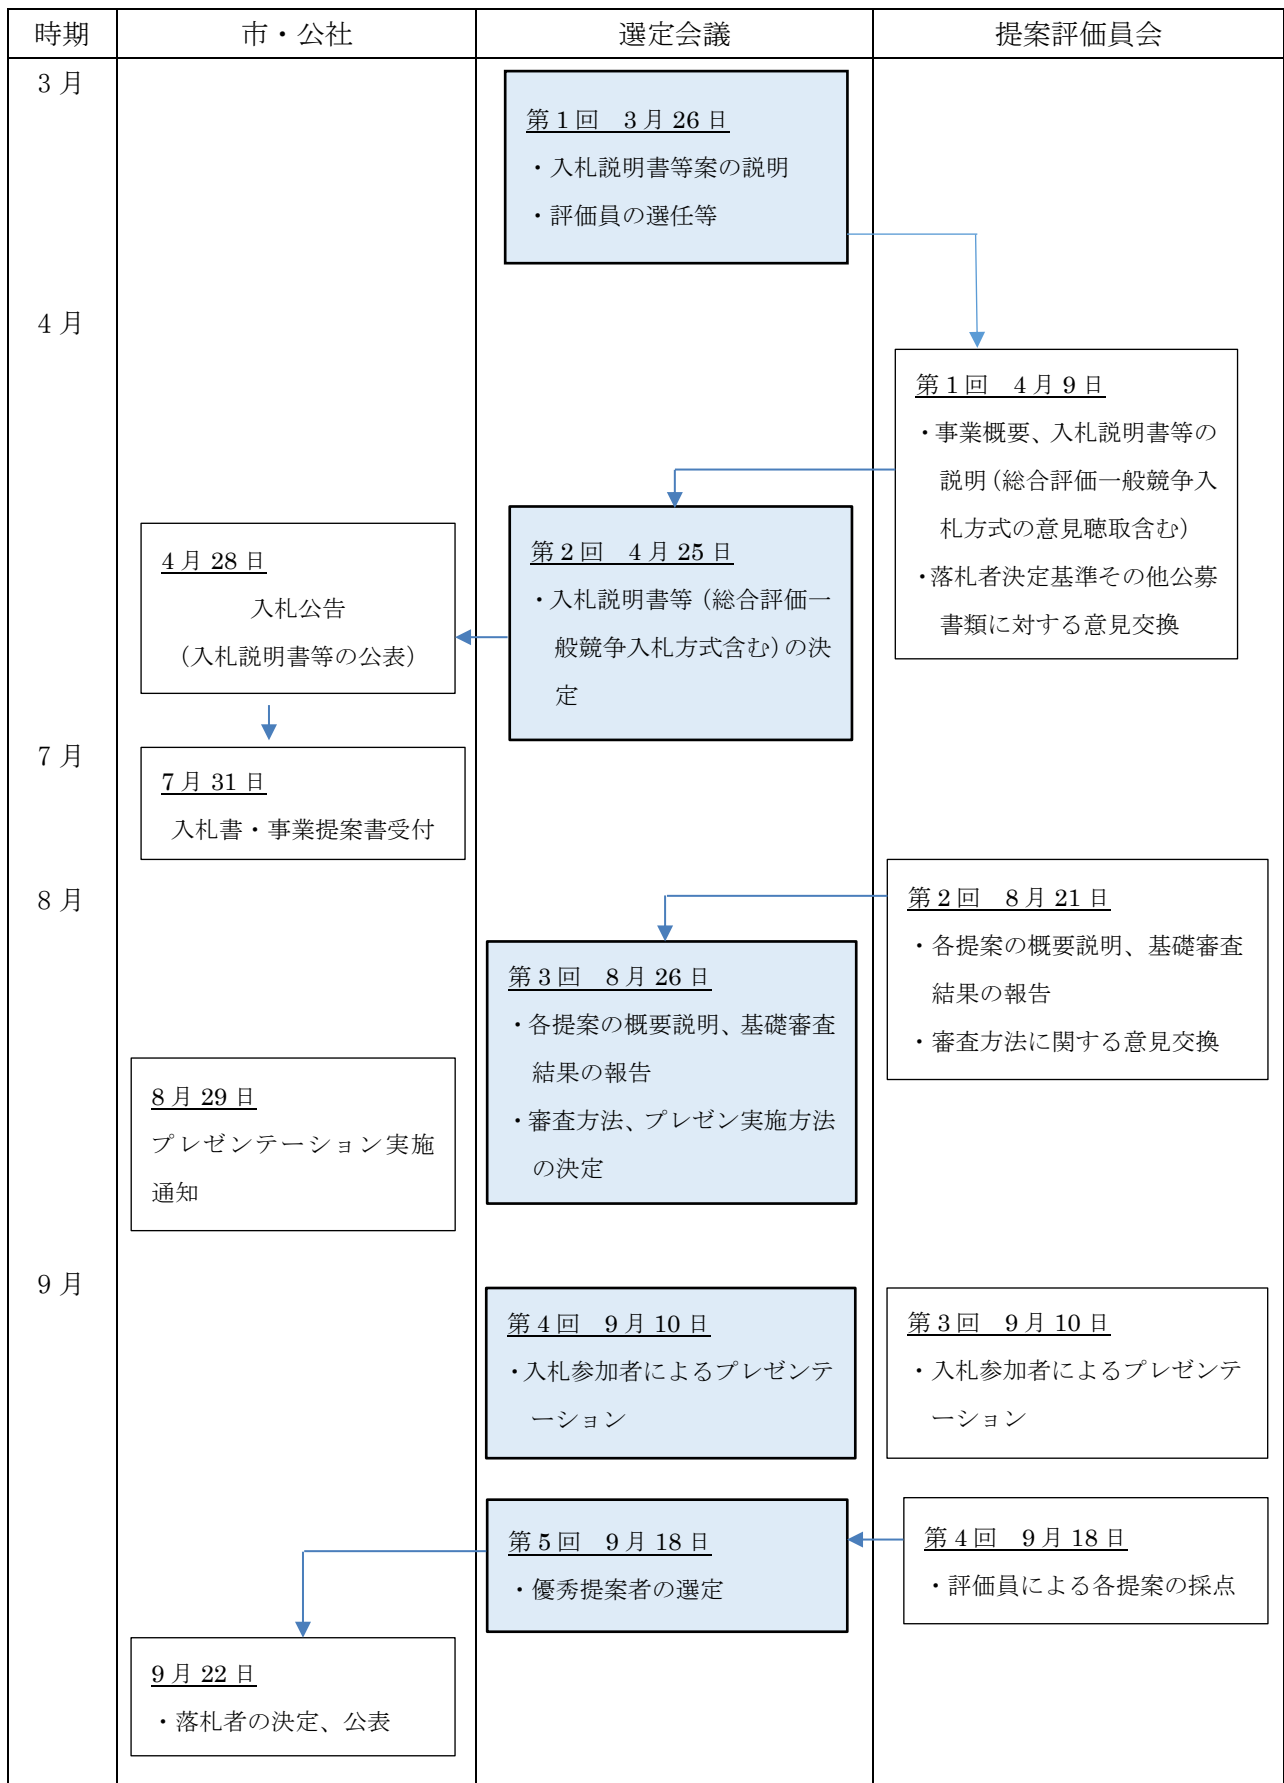 時期 市・公社 選定会議 提案評価員会
3月
第1回　3月26日
・入札説明書等案の説明
・評価員の選任等
4月
第1回　4月9日
・事業概要、入札説明書等の
説明(総合評価一般競争入
札方式の意見聴取含む)
・落札者決定基準その他公募
書類に対する意見交換
第2回　4月25日
・入札説明書等(総合評価一
般競争入札方式含む)の決
定
4月28日
入札公告
(入札説明書等の公表)
7月
7月31日
入札書・事業提案書受付
8月
第2回　8月21日
・各提案の概要説明、基礎審査
結果の報告
・審査方法に関する意見交換
第3回　8月26日
・各提案の概要説明、基礎審査
結果の報告
・審査方法、プレゼン実施方法
の決定
8月29日
プレゼンテーション実施
通知
9月
第4回　9月10日
・入札参加者によるプレゼンテ
ーション
第3回　9月10日
・入札参加者によるプレゼンテ
ーション
第5回　9月18日
・優秀提案者の選定
第4回　9月18日
・評価員による各提案の採点
9月22日
・落札者の決定、公表